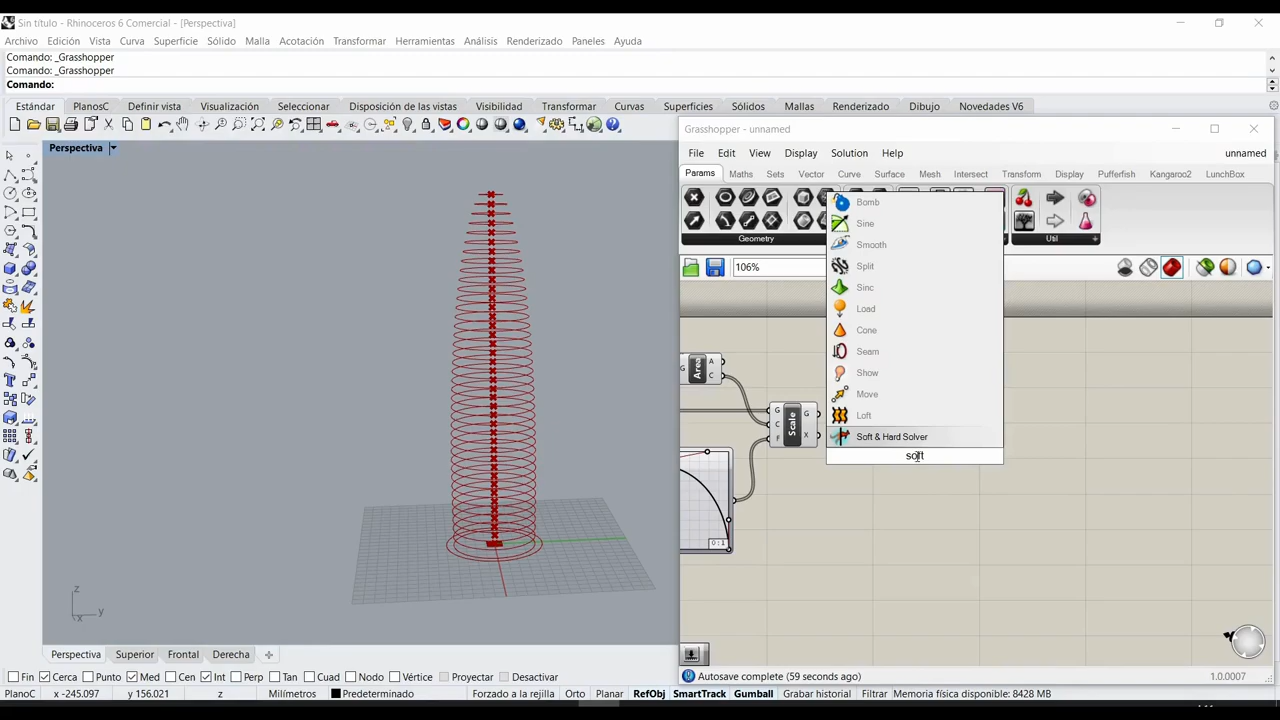 Sin título - Rhinoceros 6 Comercial - [Perspectiva]
Archivo Edición Vista Curva Superficie Sólido Malla Acotación Transformar Herramientas Análisis Renderizado Paneles Ayuda
Comando: _Grasshopper
Comando: _Grasshopper
Comando:
Estándar PlanosC Definir vista Visualización Seleccionar Disposición de las vistas Visibilidad Transformar Curvas Superficies Sólidos Mallas Renderizado Dibujo Novedades V6
Perspectiva
Grasshopper - unnamed
File Edit View Display Solution Help unnamed
Params Maths Sets Vector Curve Surface Mesh Intersect Transform Display Pufferfish Kangaroo2 LunchBox
Geometry
Util
106%
Bomb
Sine
Smooth
Split
Sinc
Load
Cone
Seam
Show
Move
Loft
Soft & Hard Solver
soft
G Area A C
G C F Scale G X
0 : 1
z
y
x
Perspectiva Superior Frontal Derecha
Autosave complete (59 seconds ago) 1.0.0007
Fin Cerca Punto Med Cen Int Perp Tan Cuad Nodo Vértice Proyectar Desactivar
PlanoC x -245.097 y 156.021 z Milímetros Predeterminado Forzado a la rejilla Orto Planar RefObj SmartTrack Gumball Grabar historial Filtrar Memoria física disponible: 8428 MB